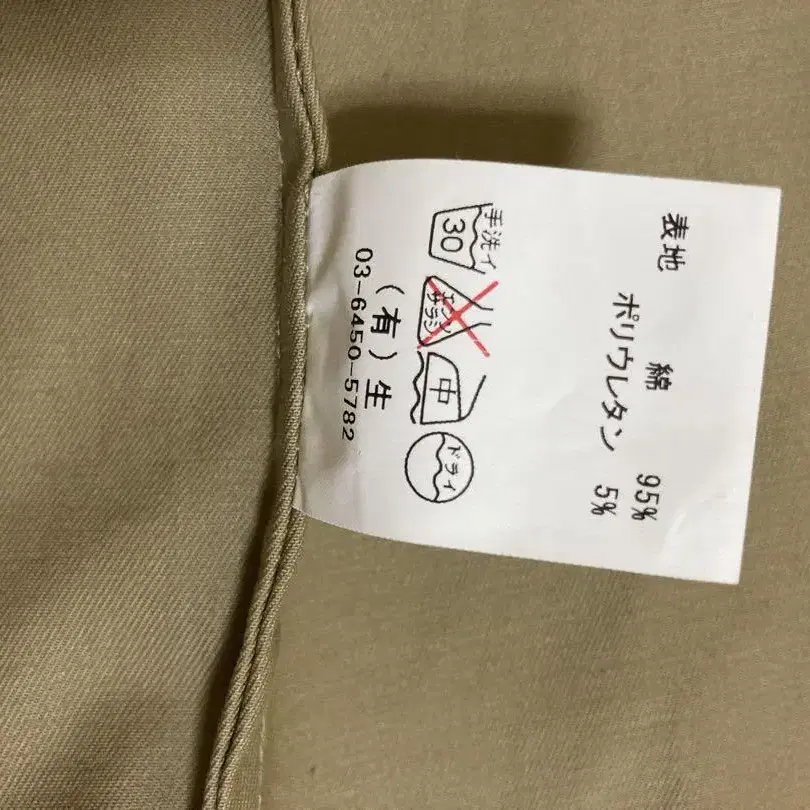 表地
綿 95%
ポリウレタン 5%
手洗イ
30
エンソ
サラシ
中
ドライ
(有)生
03-6450-5782